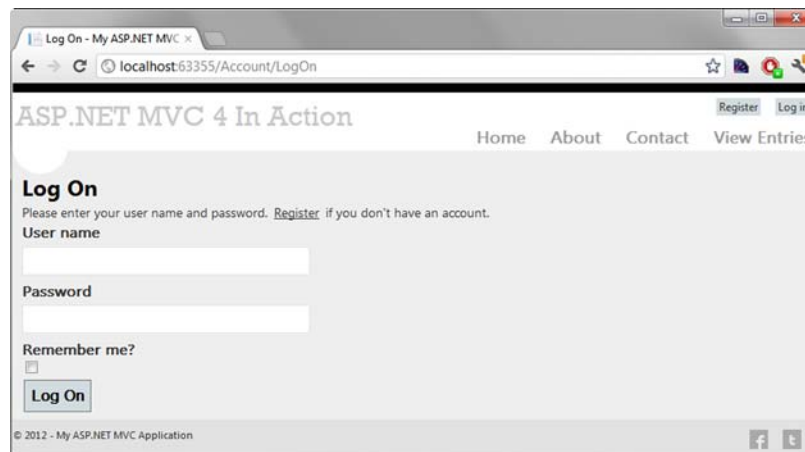 Log On - My ASP.NET MVC
localhost:63355/Account/LogOn
ASP.NET MVC 4 In Action
Register Log in
Home About Contact View Entries
Log On
Please enter your user name and password. Register if you don't have an account.
User name
Password
Remember me?
Log On
© 2012 - My ASP.NET MVC Application